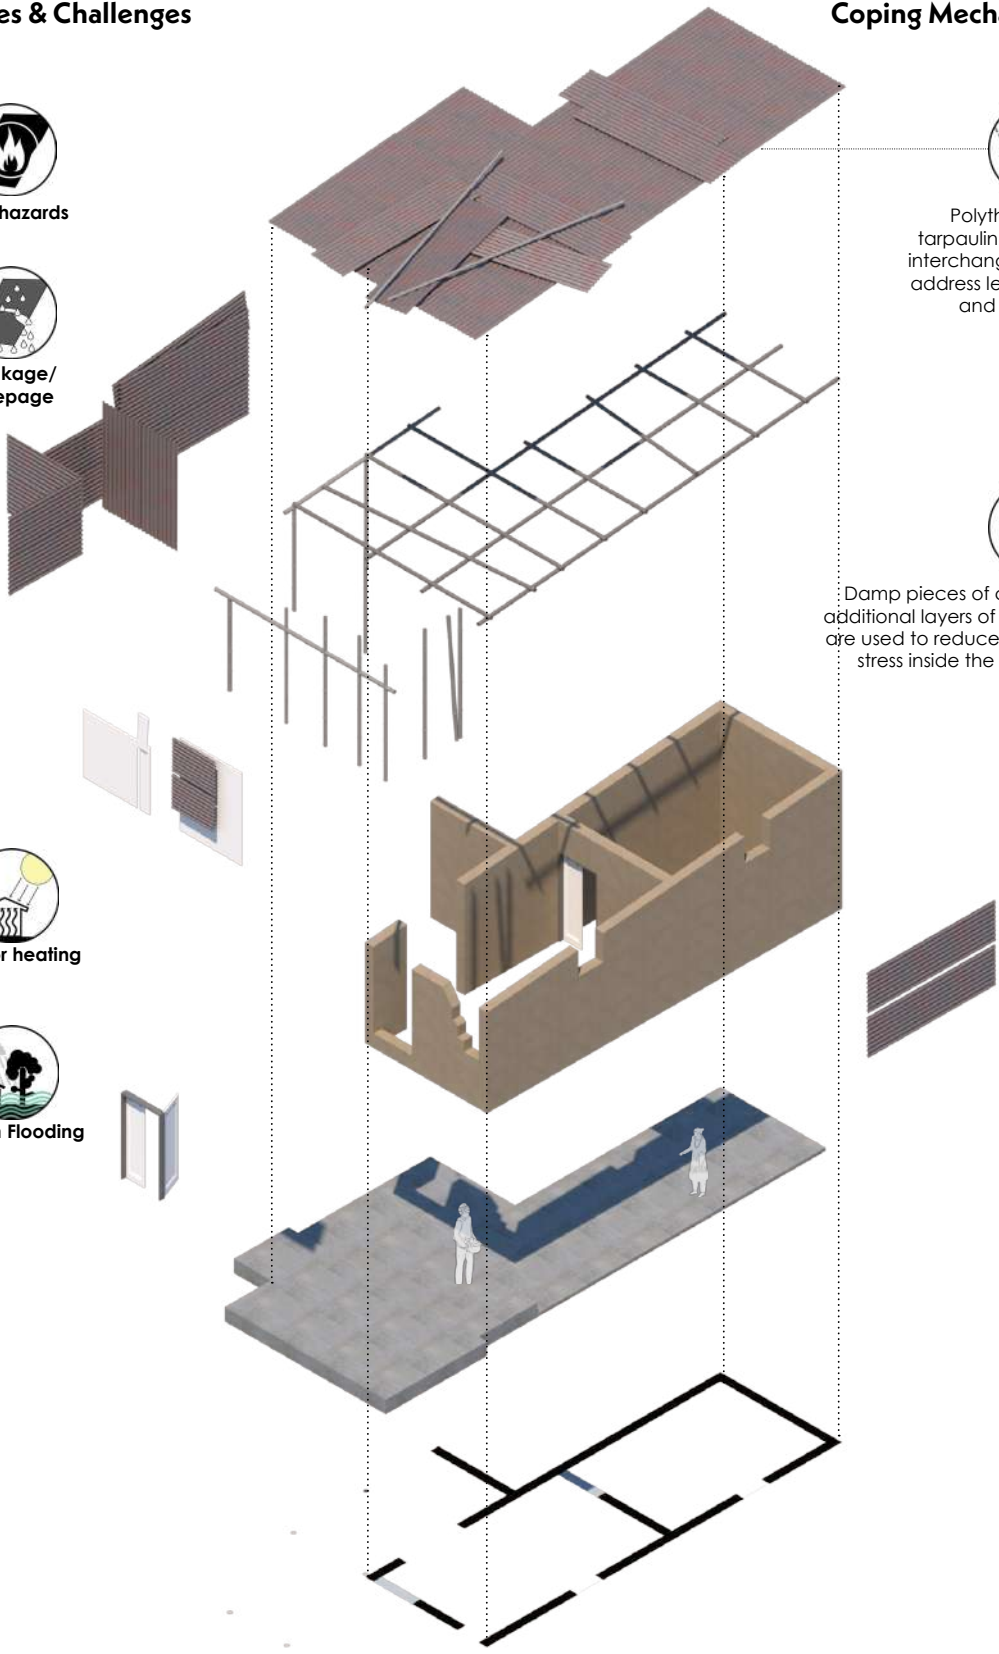 es & Challenges
Coping Mecha
hazards
kage/
epage
r heating
Flooding
Polyth
tarpaulin
interchang
address le
and
Damp pieces of
additional layers of
are used to reduce
stress inside the